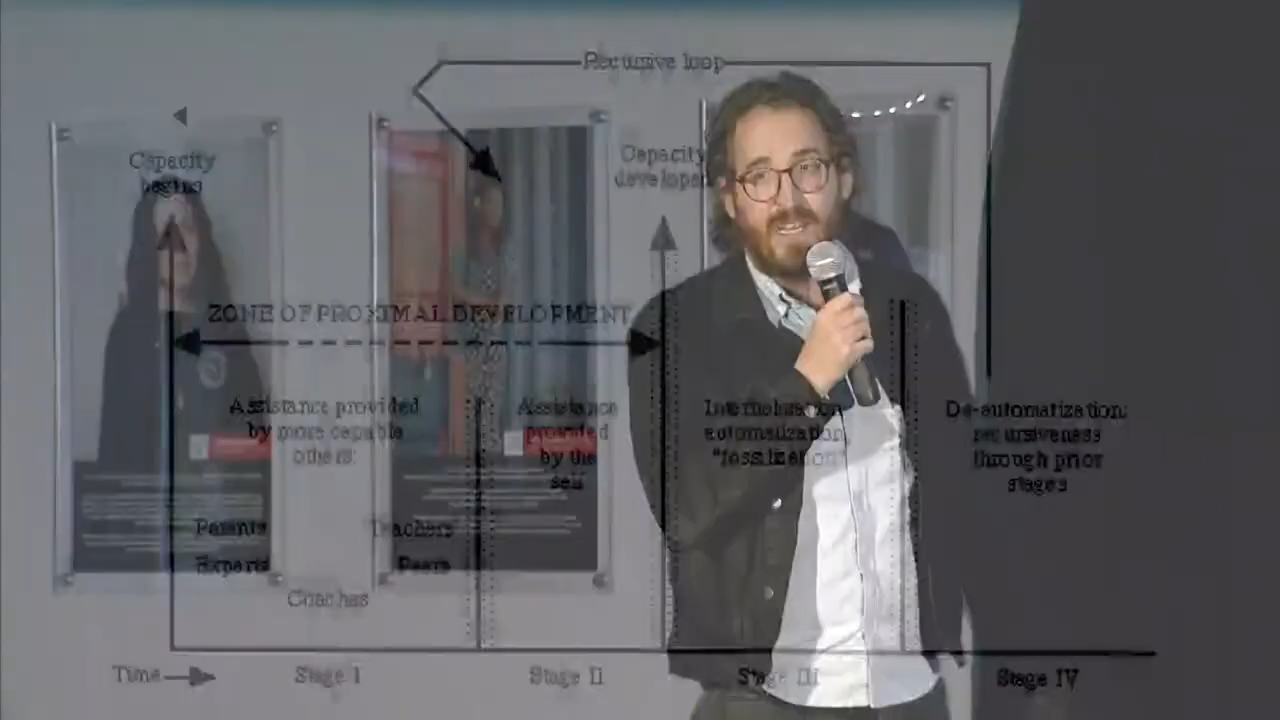 Recursive loop
Capacity
begins
Capacity
developed
ZONE OF PROXIMAL DEVELOPMENT
Assistance provided
by more capable
others:
Assistance
provided
by the
self
Internalization,
automatization,
"fossilization"
De-automatization:
recursiveness
through prior
stages
Parents
Teachers
Experts
Peers
Coaches
Time
Stage I
Stage II
Stage III
Stage IV